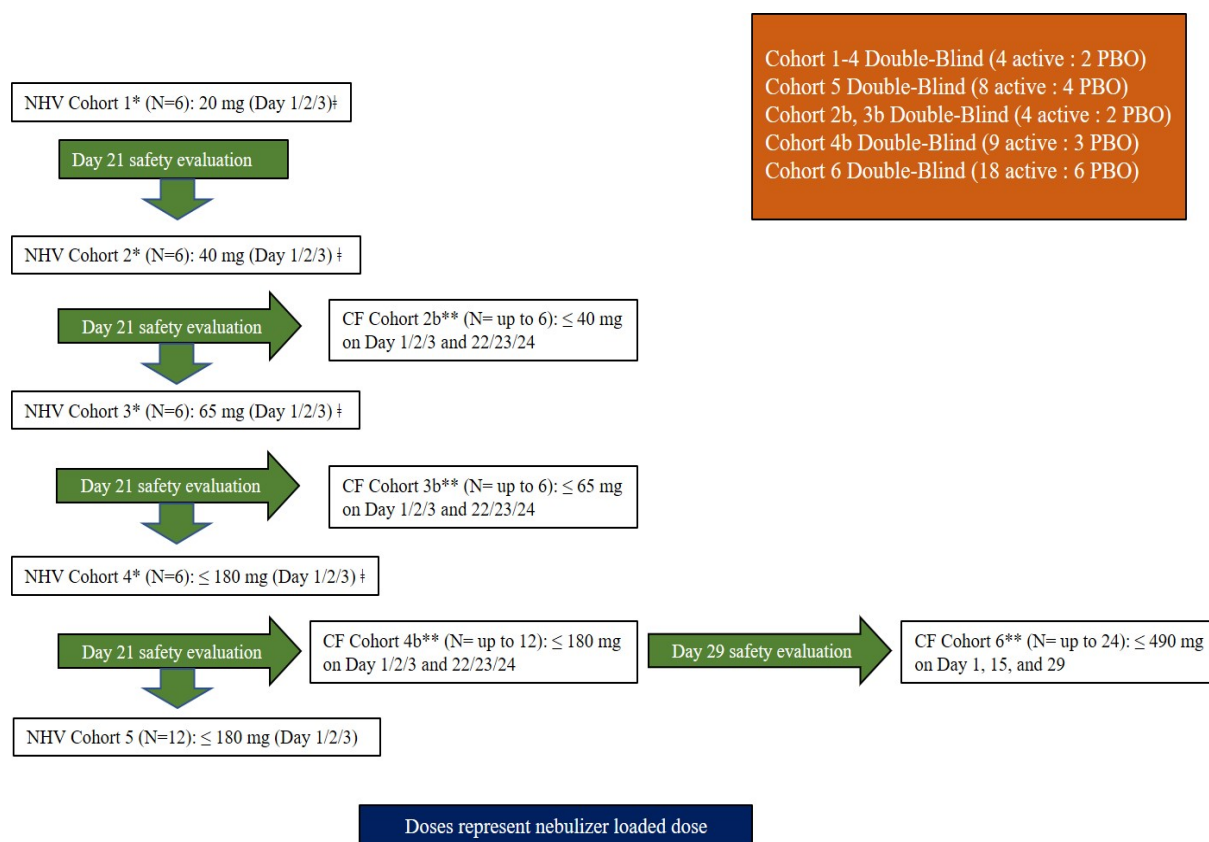 Cohort 1-4 Double-Blind (4 active : 2 PBO)
Cohort 5 Double-Blind (8 active : 4 PBO)
Cohort 2b, 3b Double-Blind (4 active : 2 PBO)
Cohort 4b Double-Blind (9 active : 3 PBO)
Cohort 6 Double-Blind (18 active : 6 PBO)
NHV Cohort 1* (N=6): 20 mg (Day 1/2/3)ǂ
Day 21 safety evaluation
NHV Cohort 2* (N=6): 40 mg (Day 1/2/3) ǂ
Day 21 safety evaluation
CF Cohort 2b** (N= up to 6): ≤ 40 mg
on Day 1/2/3 and 22/23/24
NHV Cohort 3* (N=6): 65 mg (Day 1/2/3) ǂ
Day 21 safety evaluation
CF Cohort 3b** (N= up to 6): ≤ 65 mg
on Day 1/2/3 and 22/23/24
NHV Cohort 4* (N=6): ≤ 180 mg (Day 1/2/3) ǂ
Day 21 safety evaluation
CF Cohort 4b** (N= up to 12): ≤ 180 mg
on Day 1/2/3 and 22/23/24
Day 29 safety evaluation
CF Cohort 6** (N= up to 24): ≤ 490 mg
on Day 1, 15, and 29
NHV Cohort 5 (N=12): ≤ 180 mg (Day 1/2/3)
Doses represent nebulizer loaded dose